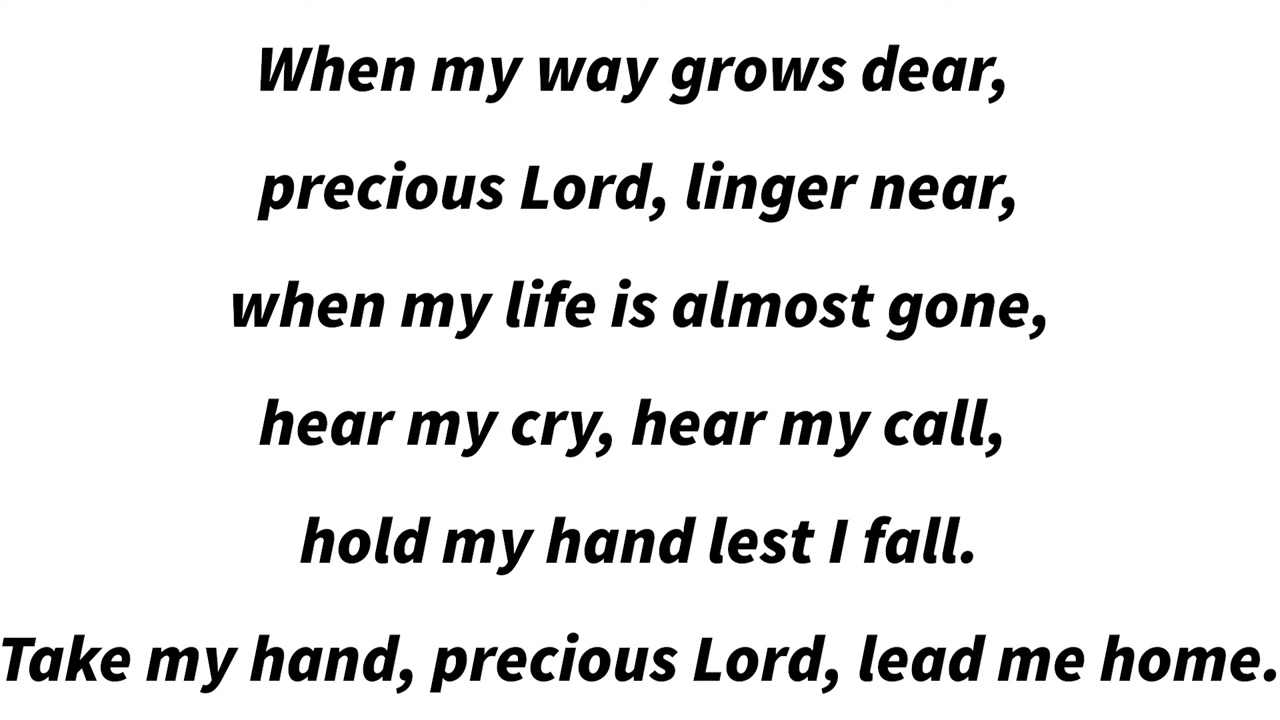 When my way grows dear,
precious Lord, linger near,
when my life is almost gone,
hear my cry, hear my call,
hold my hand lest I fall.
Take my hand, precious Lord, lead me home.